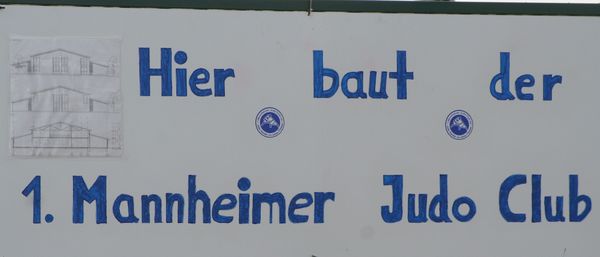 Hier baut der
1. Mannheimer Judo Club